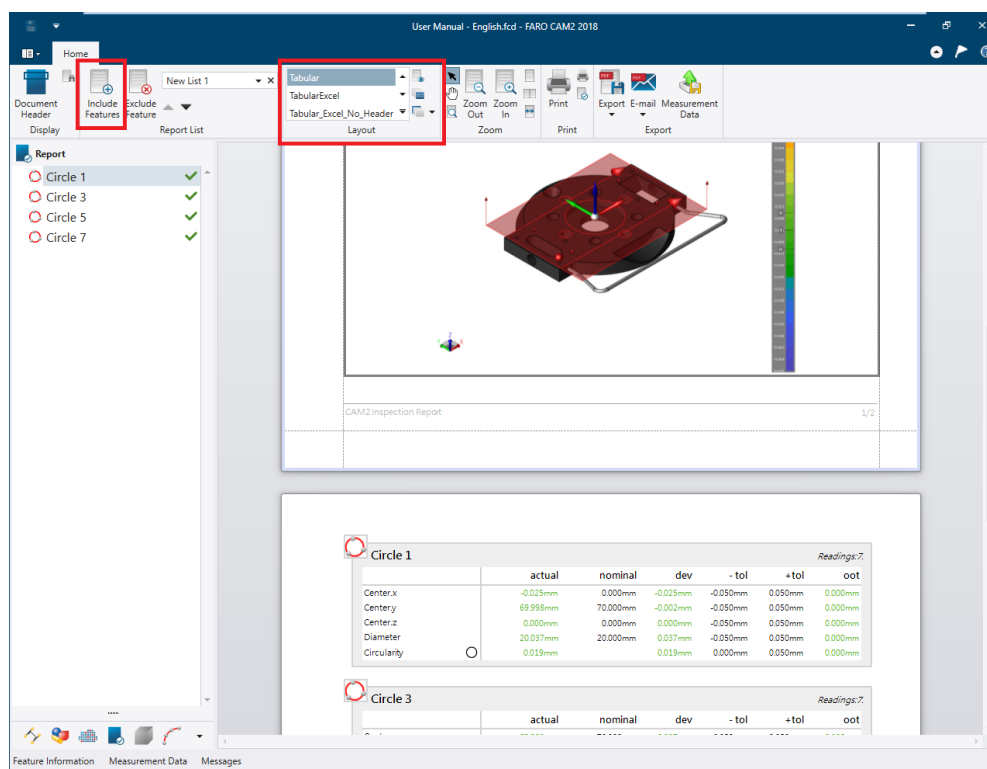 User Manual - English.fcd - FARO CAM2 2018
Home
New List 1
Document Header
Include Features
Exclude Feature
Tabular
TabularExcel
Tabular_Excel_No_Header
Zoom Out
Zoom In
Print
Export
E-mail
Measurement Data
Display
Report List
Layout
Zoom
Print
Export
Report
Circle 1
Circle 3
Circle 5
Circle 7
CAM2 Inspection Report 1/2
Circle 1 Readings:7.
actual nominal dev - tol +tol oot
Center.x -0.025mm 0.000mm -0.025mm -0.050mm 0.050mm 0.000mm
Center.y 69.998mm 70.000mm -0.002mm -0.050mm 0.050mm 0.000mm
Center.z 0.000mm 0.000mm 0.000mm -0.050mm 0.050mm 0.000mm
Diameter 20.037mm 20.000mm 0.037mm -0.050mm 0.050mm 0.000mm
Circularity 0.019mm 0.019mm 0.000mm 0.050mm 0.000mm
Circle 3 Readings:7.
actual nominal dev - tol +tol oot
Feature Information Measurement Data Messages